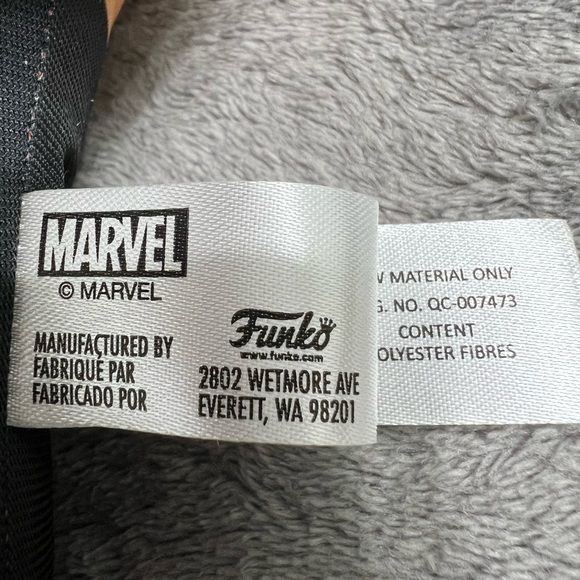 MARVEL
© MARVEL
MANUFACTURED BY
FABRIQUÉ PAR
FABRICADO POR
Funko
www.funko.com
2802 WETMORE AVE
EVERETT, WA 98201
MATERIAL ONLY
NO. QC-007473
CONTENT
OLYESTER FIBRES